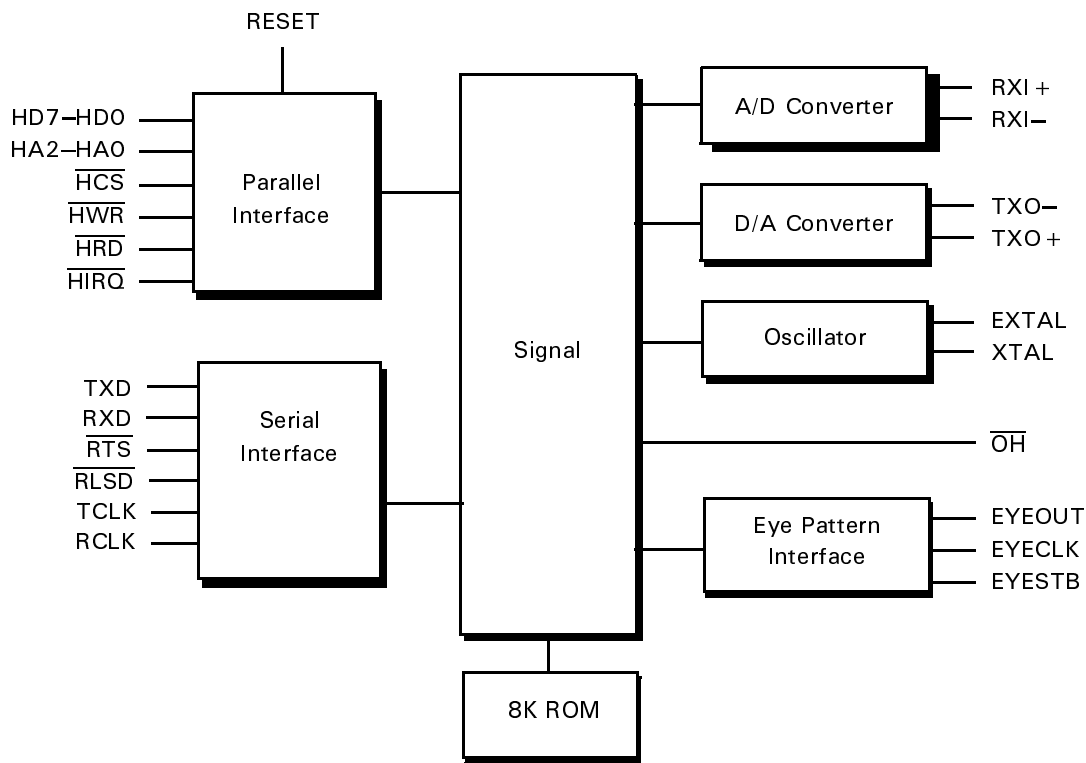 RESET
HD7–HD0
HA2–HA0
HCS
HWR
HRD
HIRQ
Parallel
Interface
TXD
RXD
RTS
RLSD
TCLK
RCLK
Serial
Interface
Signal
8K ROM
A/D Converter
RXI+
RXI–
D/A Converter
TXO–
TXO+
Oscillator
EXTAL
XTAL
OH
Eye Pattern
Interface
EYEOUT
EYECLK
EYESTB